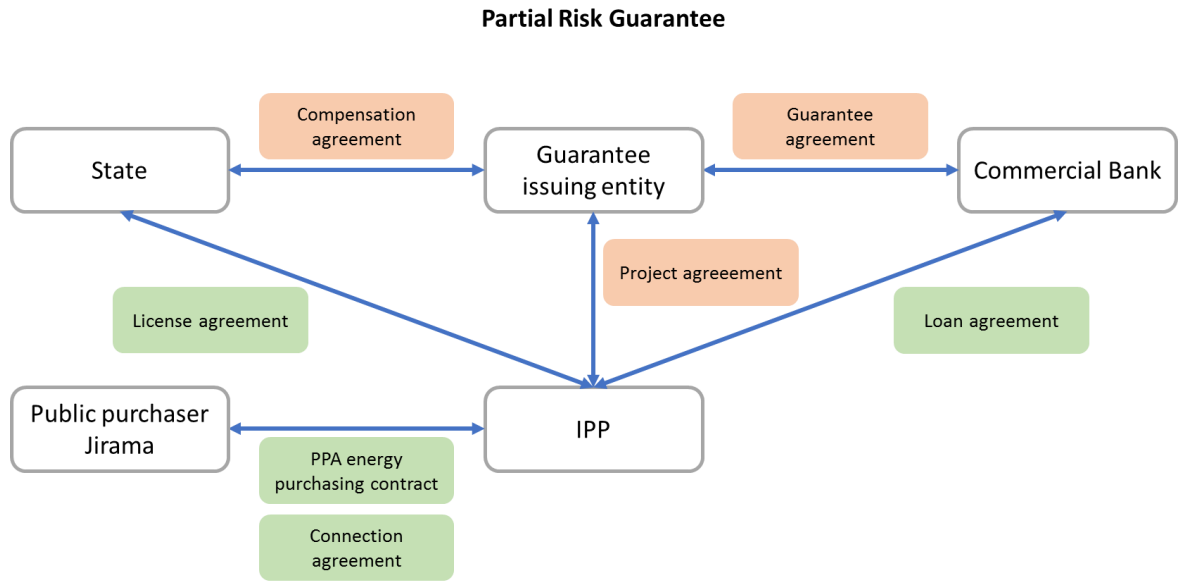 Partial Risk Guarantee
Compensation
agreement
Guarantee
agreement
State
Guarantee
issuing entity
Commercial Bank
Project agreeement
License agreement
Loan agreement
Public purchaser
Jirama
IPP
PPA energy
purchasing contract
Connection
agreement